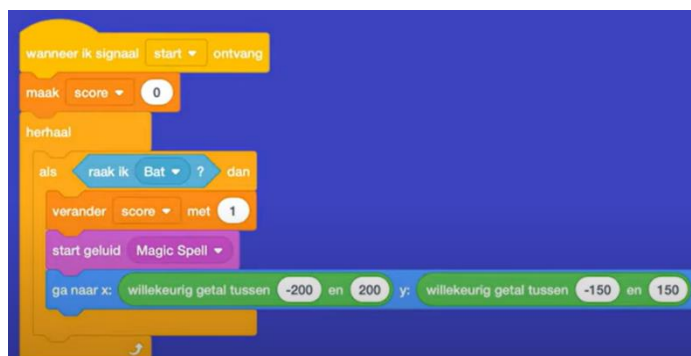 wanneer ik signaal start ontvang
maak score 0
herhaal
als raak ik Bat ? dan
verander score met 1
start geluid Magic Spell
ga naar x: willekeurig getal tussen -200 en 200 y: willekeurig getal tussen -150 en 150